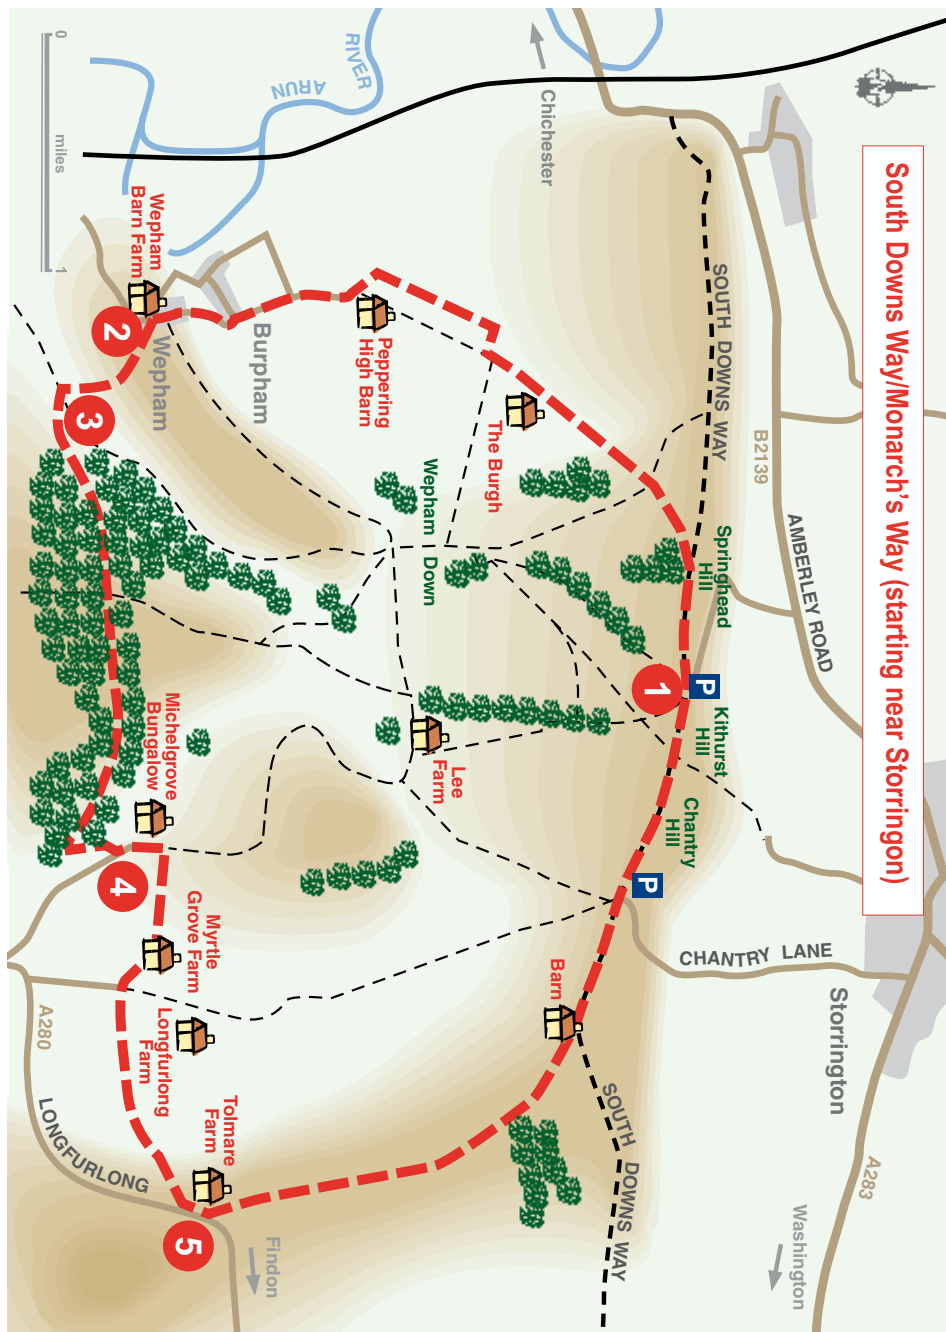 South Downs Way/Monarch's Way (starting near Storringon)
B2139
AMBERLEY ROAD
Storrington
A283
Washington
CHANTRY LANE
SOUTH DOWNS WAY
Springhead
Hill
P
Kithurst
Hill
Chantry
Hill
P
SOUTH DOWNS WAY
1
Chichester
The Burgh
Barn
Wepham Down
Lee
Farm
Peppering
High Barn
RIVER
ARUN
Burpham
Findon
Tolmare
Farm
Myrtle
Grove Farm
5
Wepham
Barn Farm
Wepham
Michelgrove
Bungalow
Longfurlong
Farm
2
4
3
LONGFURLONG
A280
0
miles
1